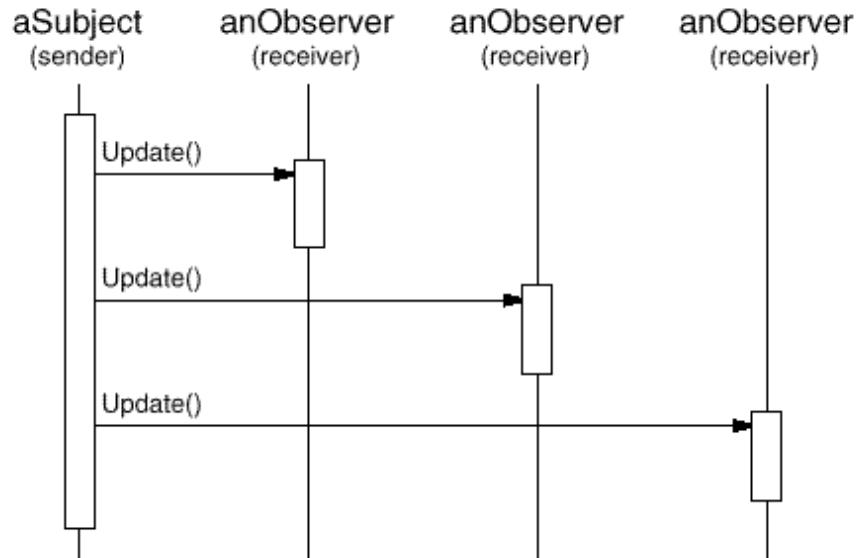 aSubject anObserver anObserver anObserver
(sender) (receiver) (receiver) (receiver)
Update()
Update()
Update()